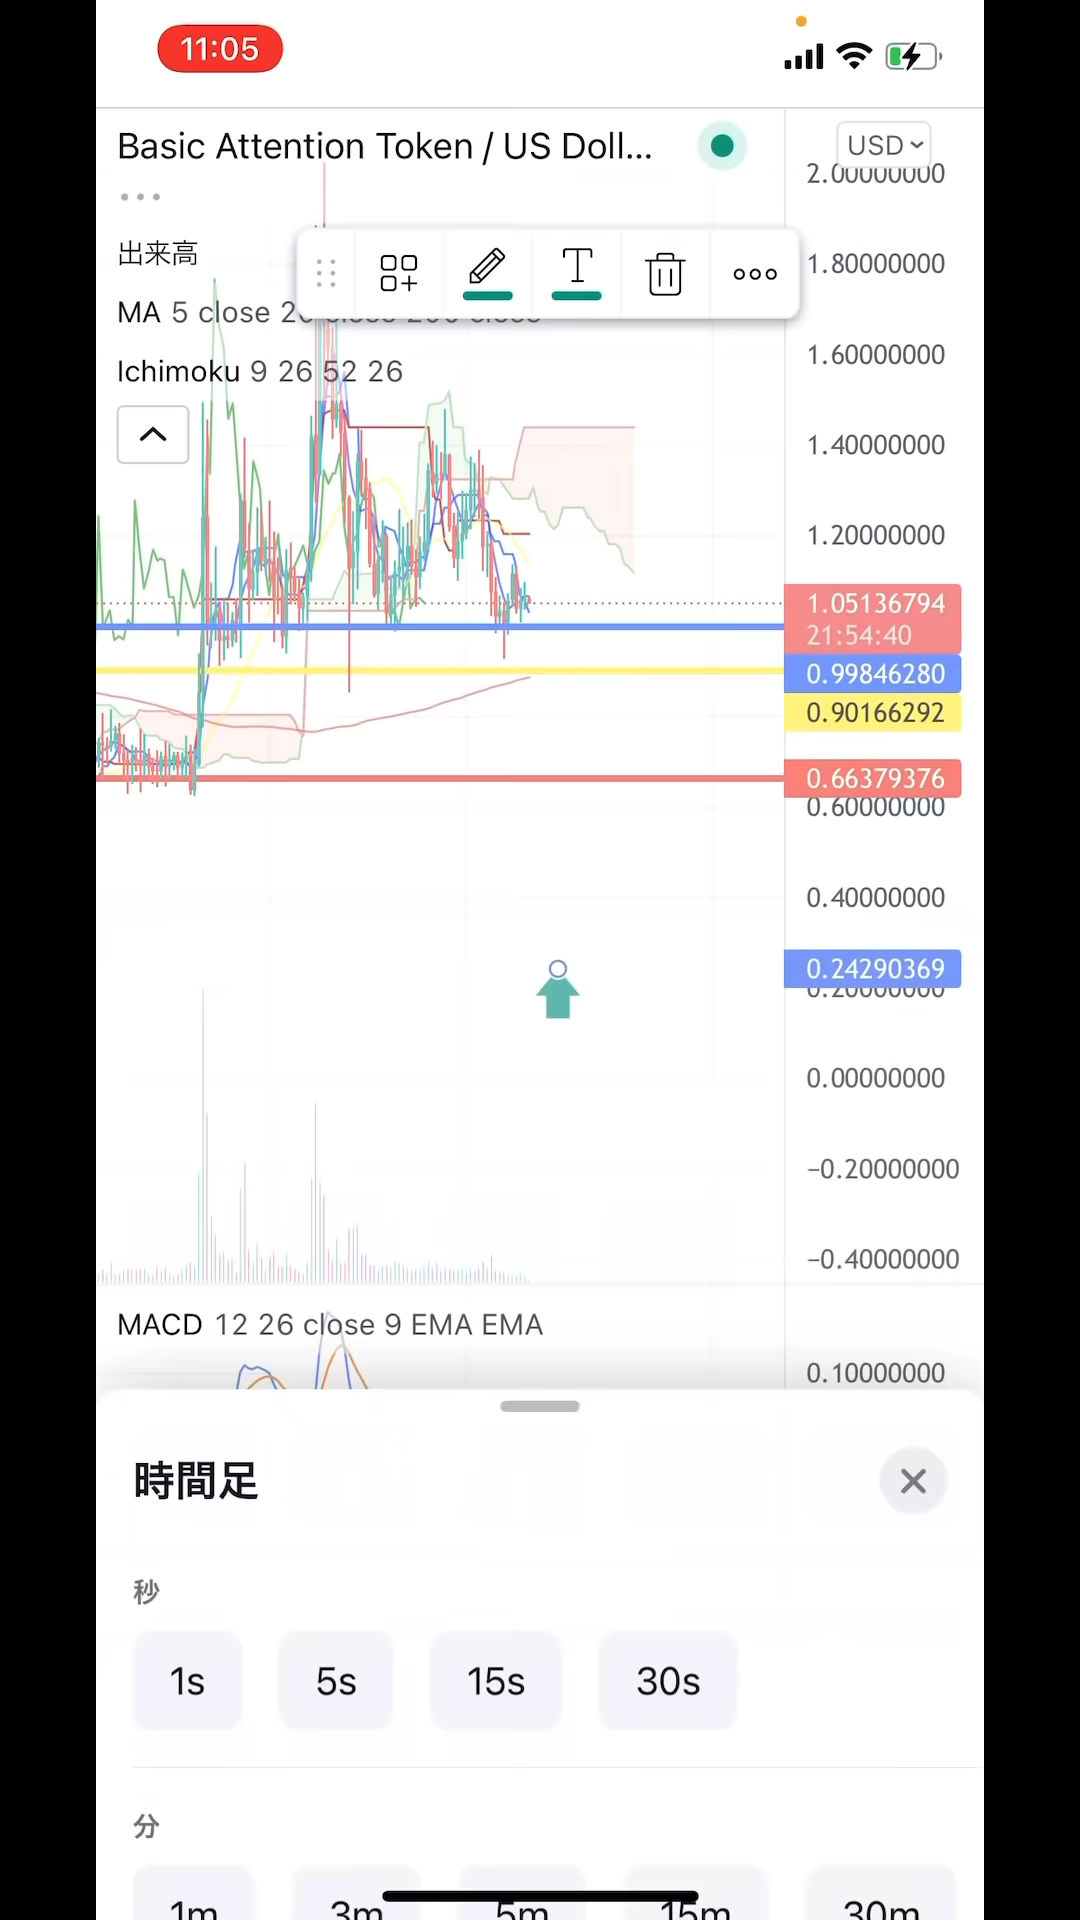 11:05
Basic Attention Token / US Doll...
USD
2.00000000
出来高
1.80000000
MA 5 close
Ichimoku 9 26 52 26
1.60000000
1.40000000
1.20000000
1.05136794
21:54:40
0.99846280
0.90166292
0.66379376
0.60000000
0.40000000
0.24290369
0.20000000
0.00000000
−0.20000000
−0.40000000
MACD 12 26 close 9 EMA EMA
0.10000000
時間足
秒
1s 5s 15s 30s
分
1m 3m 5m 15m 30m